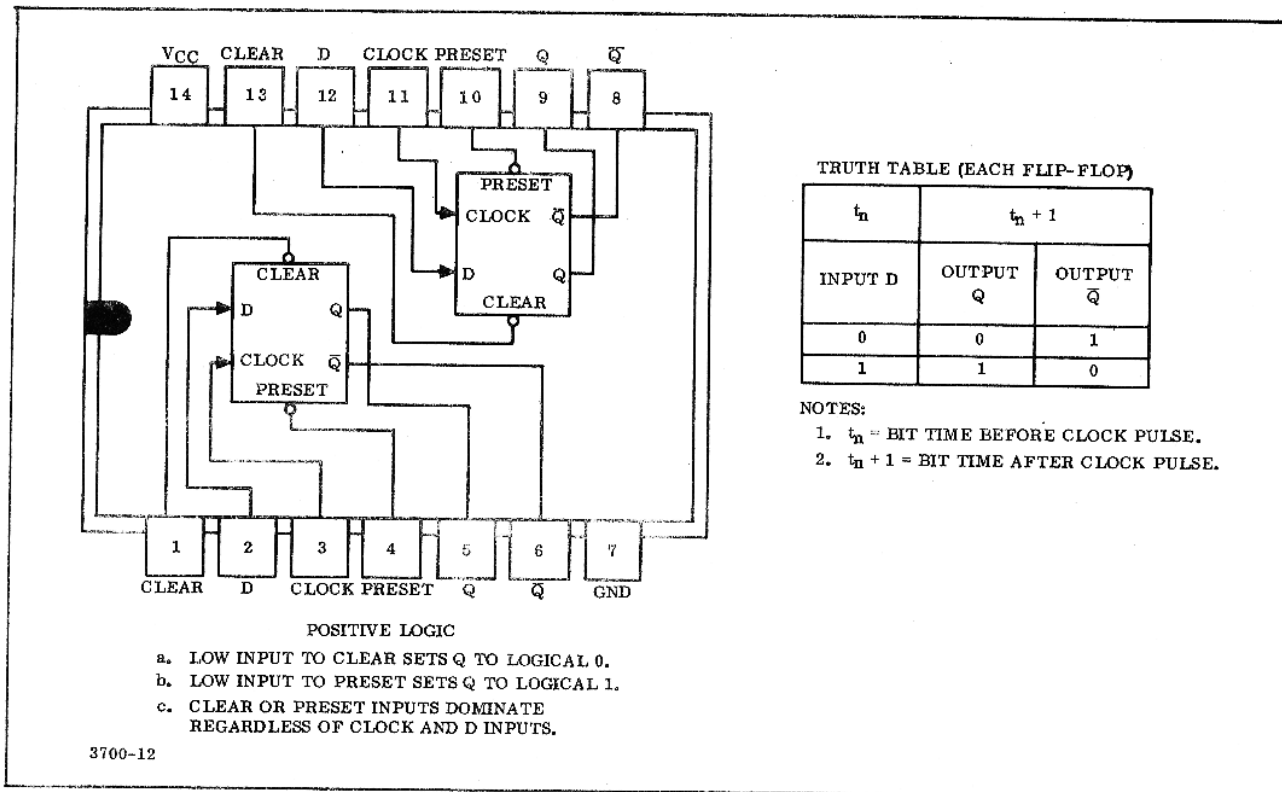 VCC CLEAR D CLOCK PRESET Q Q̅
14 13 12 11 10 9 8
PRESET
CLOCK Q̅
D Q
CLEAR
CLEAR
D Q
CLOCK Q̅
PRESET
1 2 3 4 5 6 7
CLEAR D CLOCK PRESET Q Q̅ GND
POSITIVE LOGIC
a. LOW INPUT TO CLEAR SETS Q TO LOGICAL 0.
b. LOW INPUT TO PRESET SETS Q TO LOGICAL 1.
c. CLEAR OR PRESET INPUTS DOMINATE
REGARDLESS OF CLOCK AND D INPUTS.
3700-12
TRUTH TABLE (EACH FLIP-FLOP)
tn tn + 1
INPUT D OUTPUT Q OUTPUT Q̅
0 0 1
1 1 0
NOTES:
1. tn = BIT TIME BEFORE CLOCK PULSE.
2. tn + 1 = BIT TIME AFTER CLOCK PULSE.